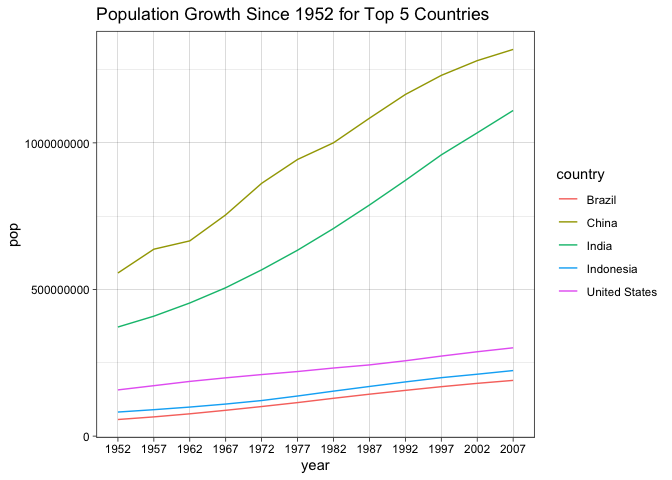 Population Growth Since 1952 for Top 5 Countries
pop
1000000000
500000000
0
1952 1957 1962 1967 1972 1977 1982 1987 1992 1997 2002 2007
year
country
Brazil
China
India
Indonesia
United States